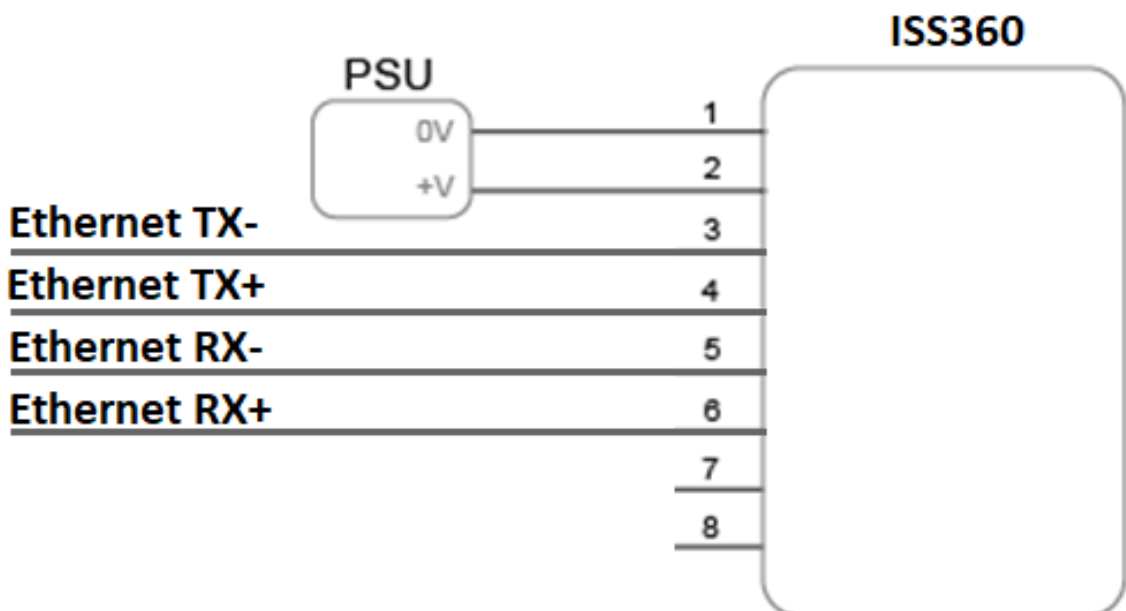 ISS360
PSU
0V
+V
1
2
Ethernet TX-
3
Ethernet TX+
4
Ethernet RX-
5
Ethernet RX+
6
7
8